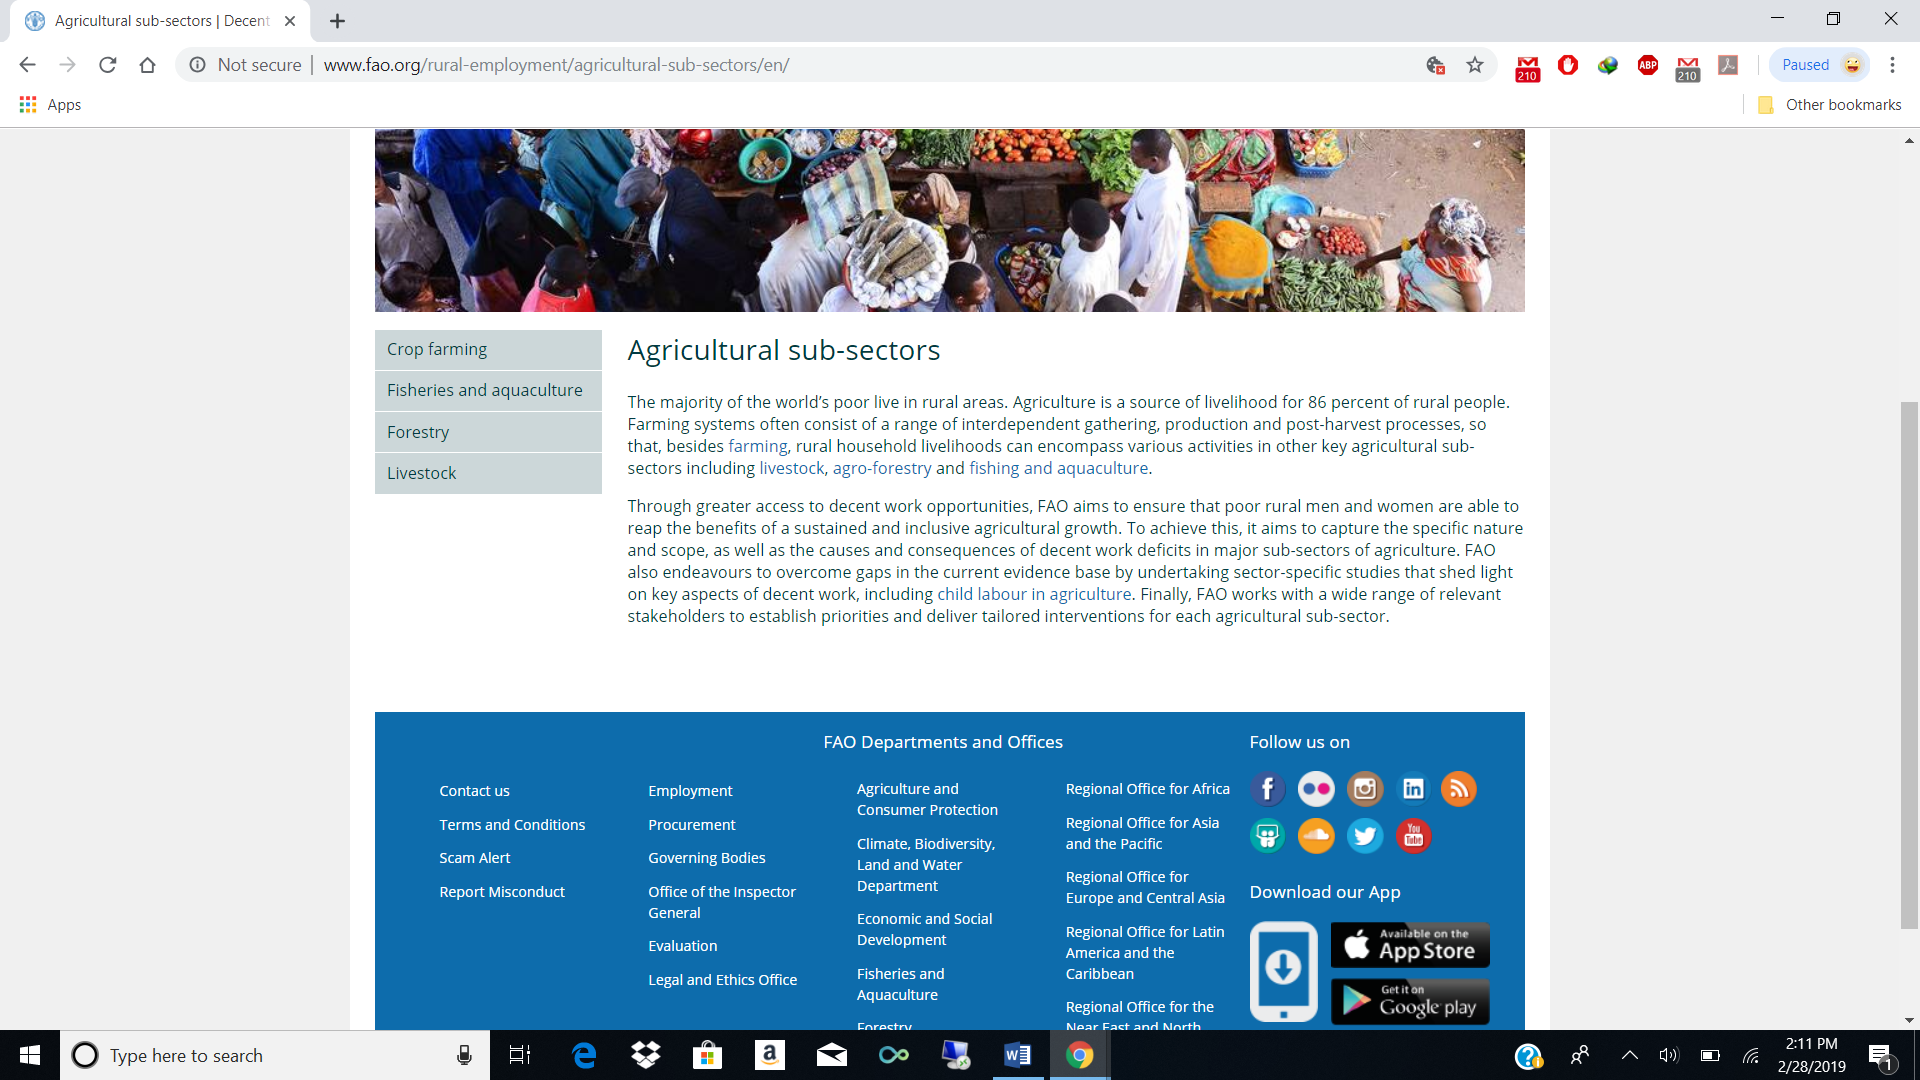 Agricultural sub-sectors | Decent
Not secure
www.fao.org/rural-employment/agricultural-sub-sectors/en/
210
ABP
210
Paused
Apps
Other bookmarks
Crop farming
Fisheries and aquaculture
Forestry
Livestock
Agricultural sub-sectors
The majority of the world's poor live in rural areas. Agriculture is a source of livelihood for 86 percent of rural people.
Farming systems often consist of a range of interdependent gathering, production and post-harvest processes, so
that, besides farming, rural household livelihoods can encompass various activities in other key agricultural sub-
sectors including livestock, agro-forestry and fishing and aquaculture.
Through greater access to decent work opportunities, FAO aims to ensure that poor rural men and women are able to
reap the benefits of a sustained and inclusive agricultural growth. To achieve this, it aims to capture the specific nature
and scope, as well as the causes and consequences of decent work deficits in major sub-sectors of agriculture. FAO
also endeavours to overcome gaps in the current evidence base by undertaking sector-specific studies that shed light
on key aspects of decent work, including child labour in agriculture. Finally, FAO works with a wide range of relevant
stakeholders to establish priorities and deliver tailored interventions for each agricultural sub-sector.
Contact us
Terms and Conditions
Scam Alert
Report Misconduct
FAO Departments and Offices
Employment
Procurement
Governing Bodies
Office of the Inspector
General
Evaluation
Legal and Ethics Office
Agriculture and
Consumer Protection
Climate, Biodiversity,
Land and Water
Department
Economic and Social
Development
Fisheries and
Aquaculture
Forestry
Regional Office for Africa
Regional Office for Asia
and the Pacific
Regional Office for
Europe and Central Asia
Regional Office for Latin
America and the
Caribbean
Regional Office for the
Near East and North
Follow us on
You
Tube
Download our App
Available on the
App Store
Get it on
Google play
Type here to search
2:11 PM
2/28/2019
1